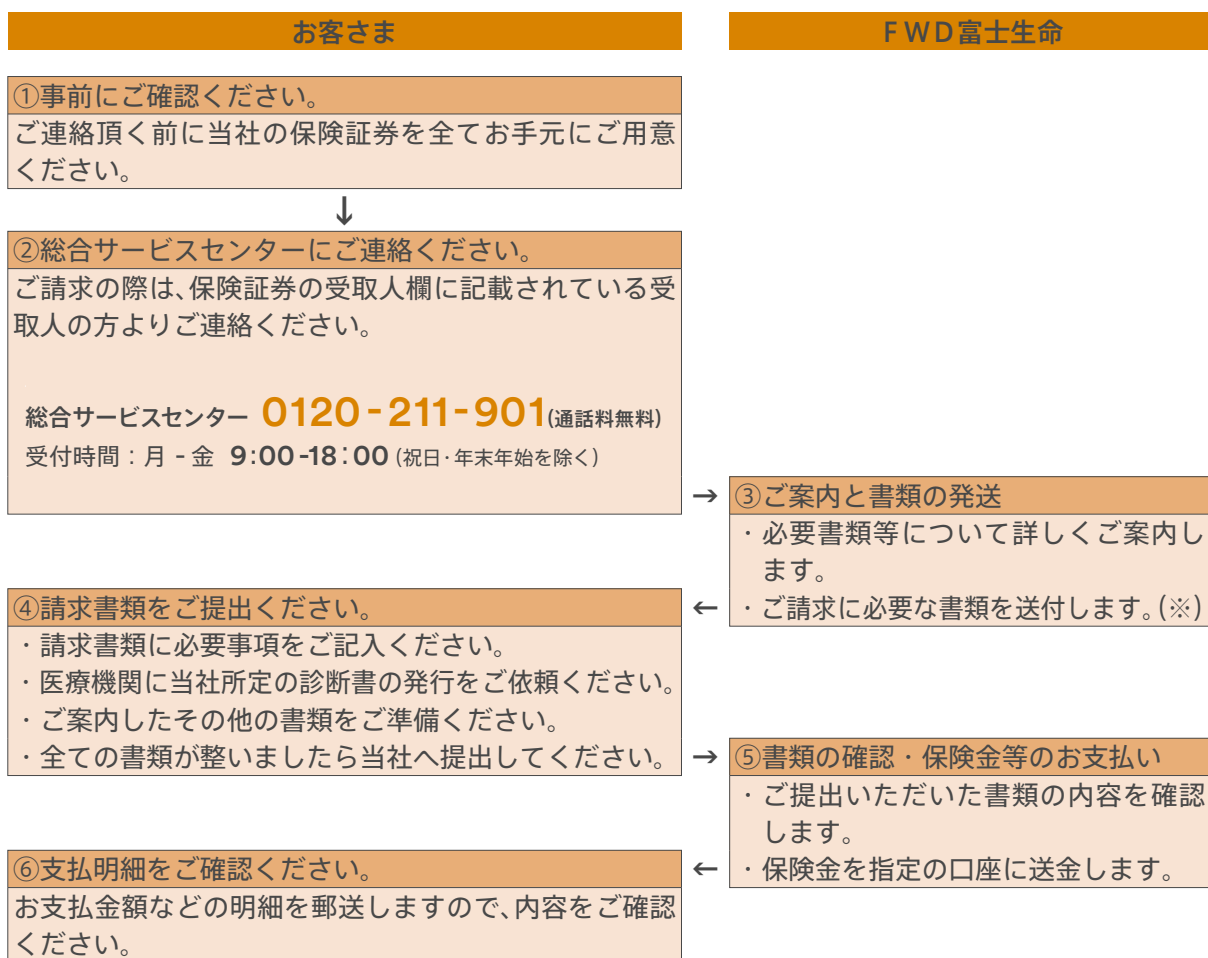 お客さま
FWD富士生命
①事前にご確認ください。
ご連絡頂く前に当社の保険証券を全てお手元にご用意
ください。
↓
②総合サービスセンターにご連絡ください。
ご請求の際は、保険証券の受取人欄に記載されている受
取人の方よりご連絡ください。
総合サービスセンター 0120-211-901(通話料無料)
受付時間：月 - 金 9:00-18:00 (祝日・年末年始を除く)
→
③ご案内と書類の発送
・必要書類等について詳しくご案内し
ます。
・ご請求に必要な書類を送付します。(※)
←
④請求書類をご提出ください。
・請求書類に必要事項をご記入ください。
・医療機関に当社所定の診断書の発行をご依頼ください。
・ご案内したその他の書類をご準備ください。
・全ての書類が整いましたら当社へ提出してください。
→
⑤書類の確認・保険金等のお支払い
・ご提出いただいた書類の内容を確認
します。
・保険金を指定の口座に送金します。
←
⑥支払明細をご確認ください。
お支払金額などの明細を郵送しますので、内容をご確認
ください。